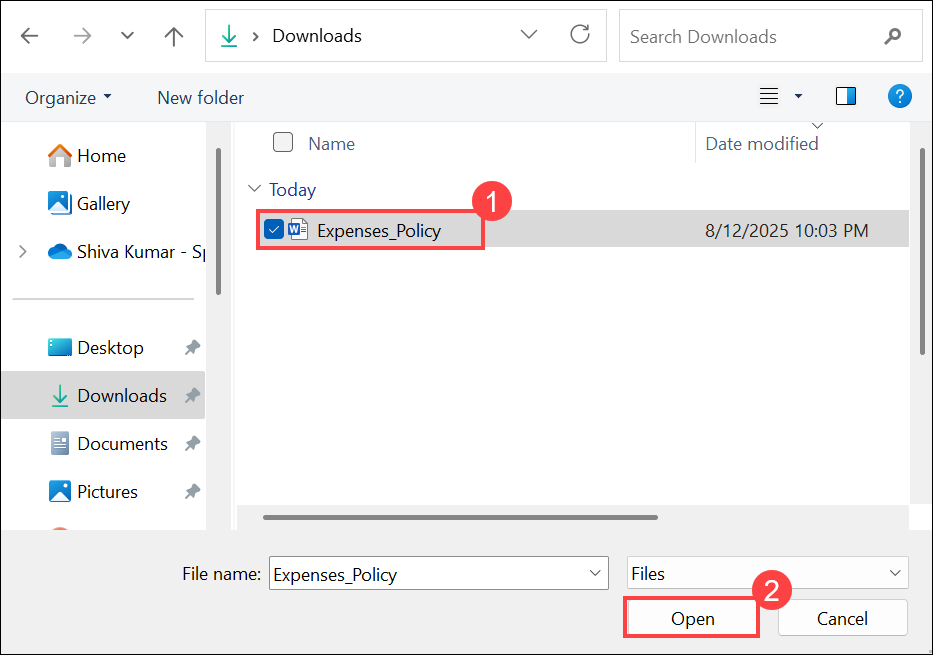 Downloads
Search Downloads
Organize
New folder
?
Name
Date modified
Home
Gallery
Shiva Kumar - Sp
Today
1
Expenses_Policy
8/12/2025 10:03 PM
Desktop
Downloads
Documents
Pictures
File name:
Expenses_Policy
Files
2
Open
Cancel